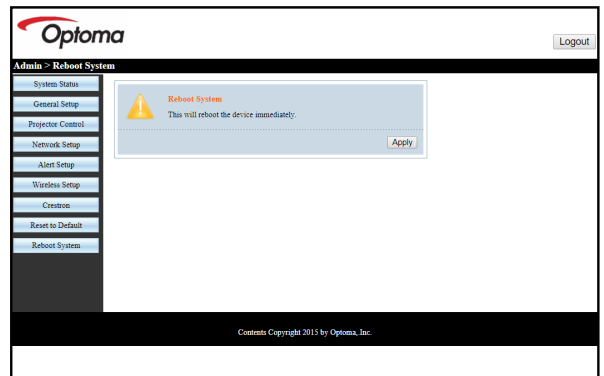 Optoma
Logout
Admin > Reboot System
System Status
General Setup
Projector Control
Network Setup
Alert Setup
Wireless Setup
Crestron
Reset to Default
Reboot System
Reboot System
This will reboot the device immediately.
Apply
Contents Copyright 2015 by Optoma, Inc.